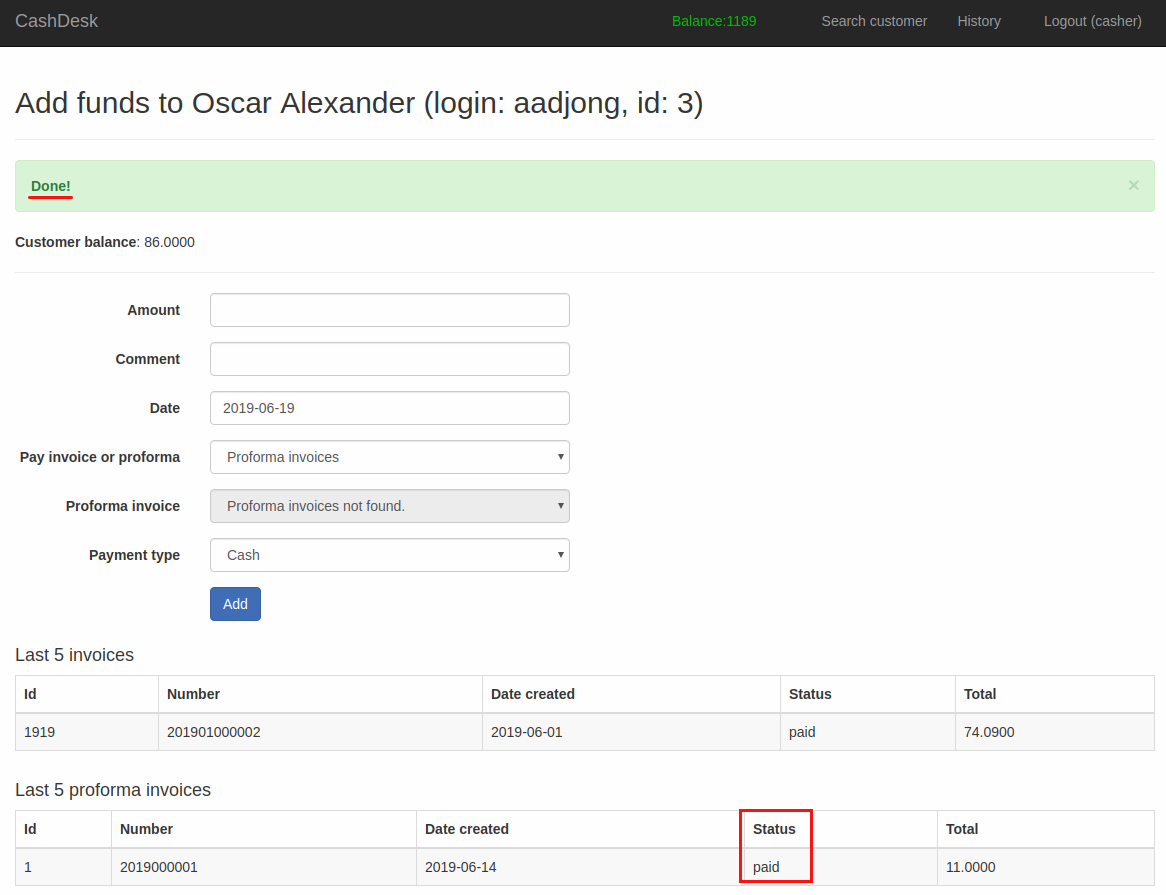 CashDesk Balance:1189 Search customer History Logout (casher)
Add funds to Oscar Alexander (login: aadjong, id: 3)
Done! ×
Customer balance: 86.0000
Amount
Comment
Date 2019-06-19
Pay invoice or proforma Proforma invoices
Proforma invoice Proforma invoices not found.
Payment type Cash
Add
Last 5 invoices
Id Number Date created Status Total
1919 201901000002 2019-06-01 paid 74.0900
Last 5 proforma invoices
Id Number Date created Status Total
1 2019000001 2019-06-14 paid 11.0000